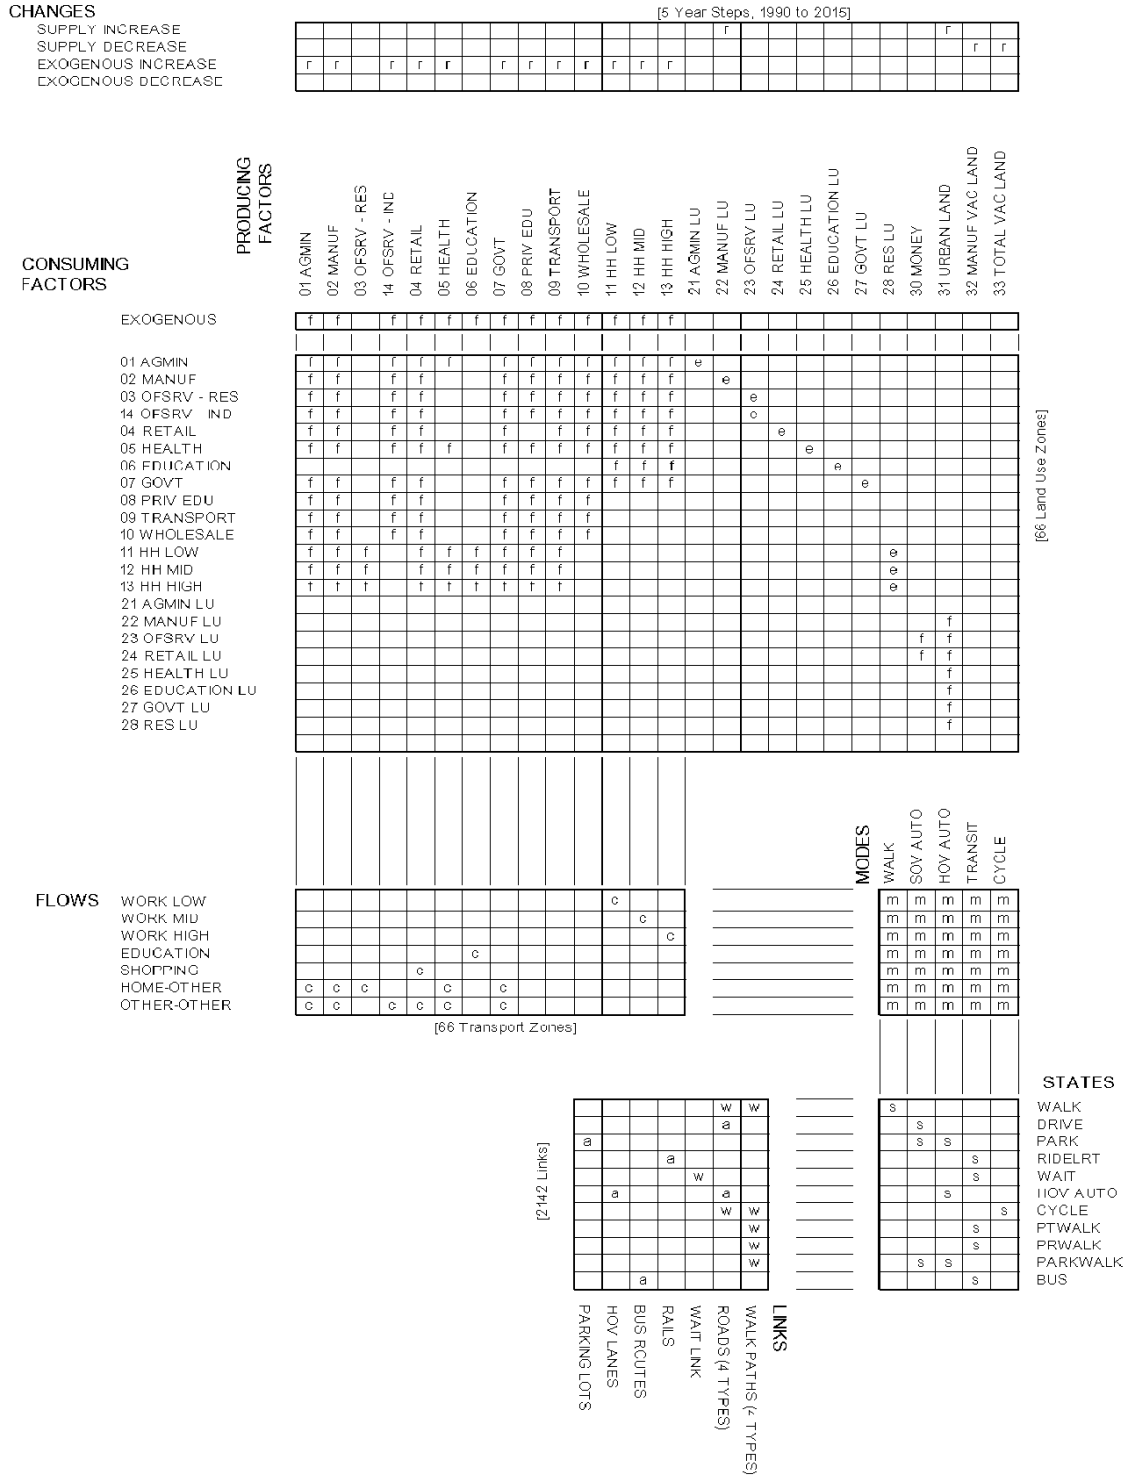 CHANGES
[5 Year Steps, 1990 to 2015]
SUPPLY INCREASE r r
SUPPLY DECREASE r r
EXOGENOUS INCREASE r r r r r r r r r r r r
EXOGENOUS DECREASE
PRODUCING FACTORS
CONSUMING FACTORS
01 AGMIN
02 MANUF
03 OFSRV - RES
14 OFSRV - IND
04 RETAIL
05 HEALTH
06 EDUCATION
07 GOVT
08 PRIV EDU
09 TRANSPORT
10 WHOLESALE
11 HH LOW
12 HH MID
13 HH HIGH
21 AGMIN LU
22 MANUF LU
23 OFSRV LU
24 RETAIL LU
25 HEALTH LU
26 EDUCATION LU
27 GOVT LU
28 RES LU
30 MONEY
31 URBAN LAND
32 MANUF VAC LAND
33 TOTAL VAC LAND
EXOGENOUS f f f f f f f f f f f f f
01 AGMIN f f f f f f f f f f f f e
02 MANUF f f f f f f f f f f f e
03 OFSRV - RES f f f f f f f f f f f e
14 OFSRV IND f f f f f f f f f f f e
04 RETAIL f f f f f f f f f f e
05 HEALTH f f f f f f f f f f f f e
06 EDUCATION f f f e
07 GOVT f f f f f f f f f f f e
08 PRIV EDU f f f f f f f f
09 TRANSPORT f f f f f f f f
10 WHOLESALE f f f f f f f f
11 HH LOW f f f f f f f f f e
12 HH MID f f f f f f f f f e
13 HH HIGH f f f f f f f f f e
21 AGMIN LU
22 MANUF LU f
23 OFSRV LU f f
24 RETAIL LU f f
25 HEALTH LU f
26 EDUCATION LU f
27 GOVT LU f
28 RES LU f
[66 Land Use Zones]
MODES
WALK
SOV AUTO
HOV AUTO
TRANSIT
CYCLE
FLOWS
WORK LOW c m m m m m
WORK MID c m m m m m
WORK HIGH c m m m m m
EDUCATION c m m m m m
SHOPPING c m m m m m
HOME-OTHER c c c c c m m m m m
OTHER-OTHER c c c c c c m m m m m
[66 Transport Zones]
STATES
w w s WALK
a s DRIVE
a s s PARK
a s RIDELRT
w s WAIT
a a s HOV AUTO
w w s CYCLE
w s PTWALK
w s PRWALK
w s s PARKWALK
a s BUS
[2142 Links]
PARKING LOTS
HOV LANES
BUS ROUTES
RAILS
WAIT LINK
ROADS (4 TYPES)
WALK PATHS (4 TYPES)
LINKS